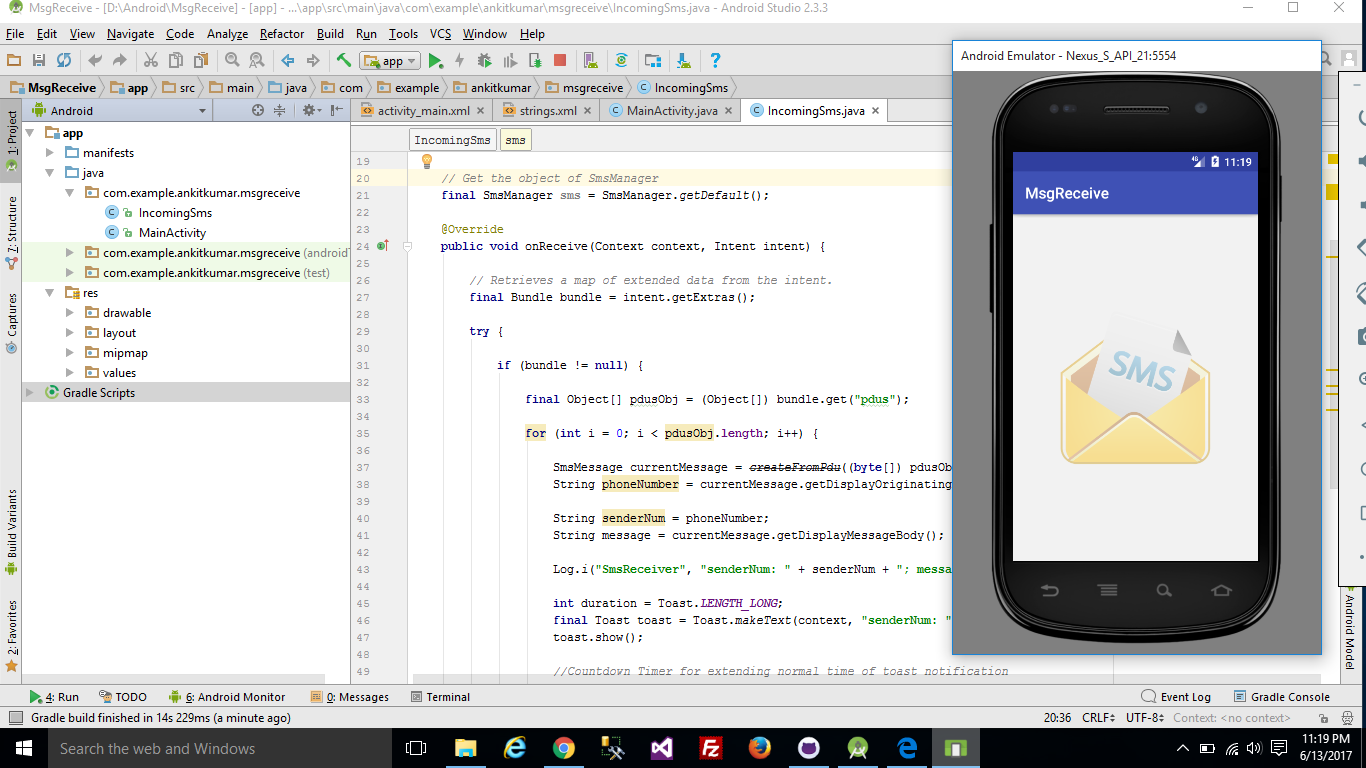 MsgReceive - [D:\Android\MsgReceive] - [app] - ...\app\src\main\java\com\example\ankitkumar\msgreceive\IncomingSms.java - Android Studio 2.3.3
File Edit View Navigate Code Analyze Refactor Build Run Tools VCS Window Help
app
MsgReceive app src main java com example ankitkumar msgreceive IncomingSms
Android
activity_main.xml strings.xml MainActivity.java IncomingSms.java
1: Project
7: Structure
Captures
Build Variants
2: Favorites
app
manifests
java
com.example.ankitkumar.msgreceive
IncomingSms
MainActivity
com.example.ankitkumar.msgreceive (androidT
com.example.ankitkumar.msgreceive (test)
res
drawable
layout
mipmap
values
Gradle Scripts
IncomingSms sms
19
20 // Get the object of SmsManager
21 final SmsManager sms = SmsManager.getDefault();
22
23 @Override
24 public void onReceive(Context context, Intent intent) {
25
26 // Retrieves a map of extended data from the intent.
27 final Bundle bundle = intent.getExtras();
28
29 try {
30
31 if (bundle != null) {
32
33 final Object[] pdusObj = (Object[]) bundle.get("pdus");
34
35 for (int i = 0; i < pdusObj.length; i++) {
36
37 SmsMessage currentMessage = createFromPdu((byte[]) pdusOb
38 String phoneNumber = currentMessage.getDisplayOriginating
39
40 String senderNum = phoneNumber;
41 String message = currentMessage.getDisplayMessageBody();
42
43 Log.i("SmsReceiver", "senderNum: " + senderNum + "; messa
44
45 int duration = Toast.LENGTH_LONG;
46 final Toast toast = Toast.makeText(context, "senderNum: "
47 toast.show();
48
49 //Countdown Timer for extending normal time of toast notification
Android Emulator - Nexus_S_API_21:5554
4G 11:19
MsgReceive
SMS
Android Model
4: Run TODO 6: Android Monitor 0: Messages Terminal Event Log Gradle Console
Gradle build finished in 14s 229ms (a minute ago) 20:36 CRLF UTF-8 Context: <no context>
Search the web and Windows
Fz
11:19 PM
6/13/2017